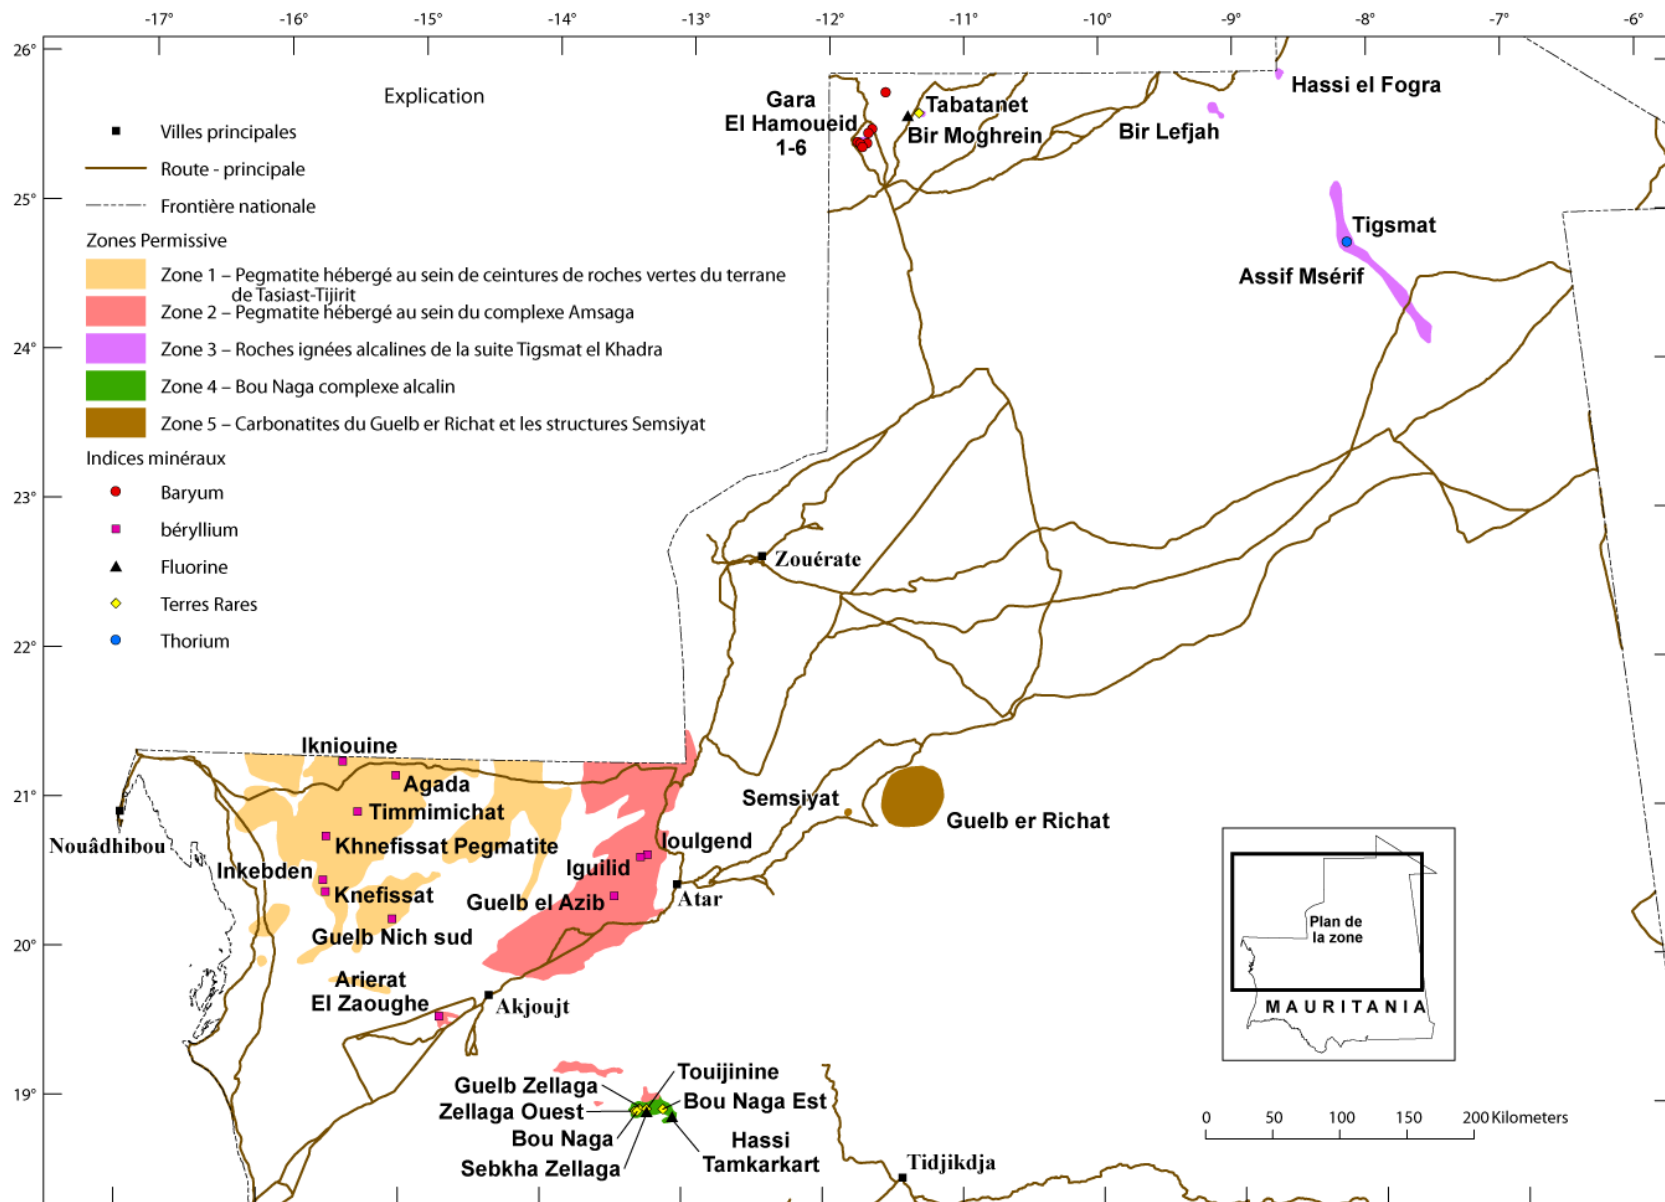 -17° -16° -15° -14° -13° -12° -11° -10° -9° -8° -7° -6°
26°
25°
24°
23°
22°
21°
20°
19°
Explication
Villes principales
Route - principale
Frontière nationale
Zones Permissive
Zone 1 – Pegmatite hébergé au sein de ceintures de roches vertes du terrane
de Tasiast-Tijirit
Zone 2 – Pegmatite hébergé au sein du complexe Amsaga
Zone 3 – Roches ignées alcalines de la suite Tigsmat el Khadra
Zone 4 – Bou Naga complexe alcalin
Zone 5 – Carbonatites du Guelb er Richat et les structures Semsiyat
Indices minéraux
Baryum
béryllium
Fluorine
Terres Rares
Thorium
Gara
El Hamoueid
1-6
Tabatanet
Bir Moghrein
Bir Lefjah
Hassi el Fogra
Tigsmat
Assif Msérif
Zouérate
Ikniouine
Agada
Timmimichat
Khnefissat Pegmatite
Nouâdhibou
Inkebden
Knefissat
Guelb Nich sud
Arierat
El Zaoughe
Akjoujt
Ioulgend
Iguilid
Guelb el Azib
Atar
Semsiyat
Guelb er Richat
Touijinine
Guelb Zellaga
Bou Naga Est
Zellaga Ouest
Bou Naga
Sebkha Zellaga
Hassi
Tamkarkart
Tidjikdja
Plan de
la zone
MAURITANIA
0 50 100 150 200 Kilometers